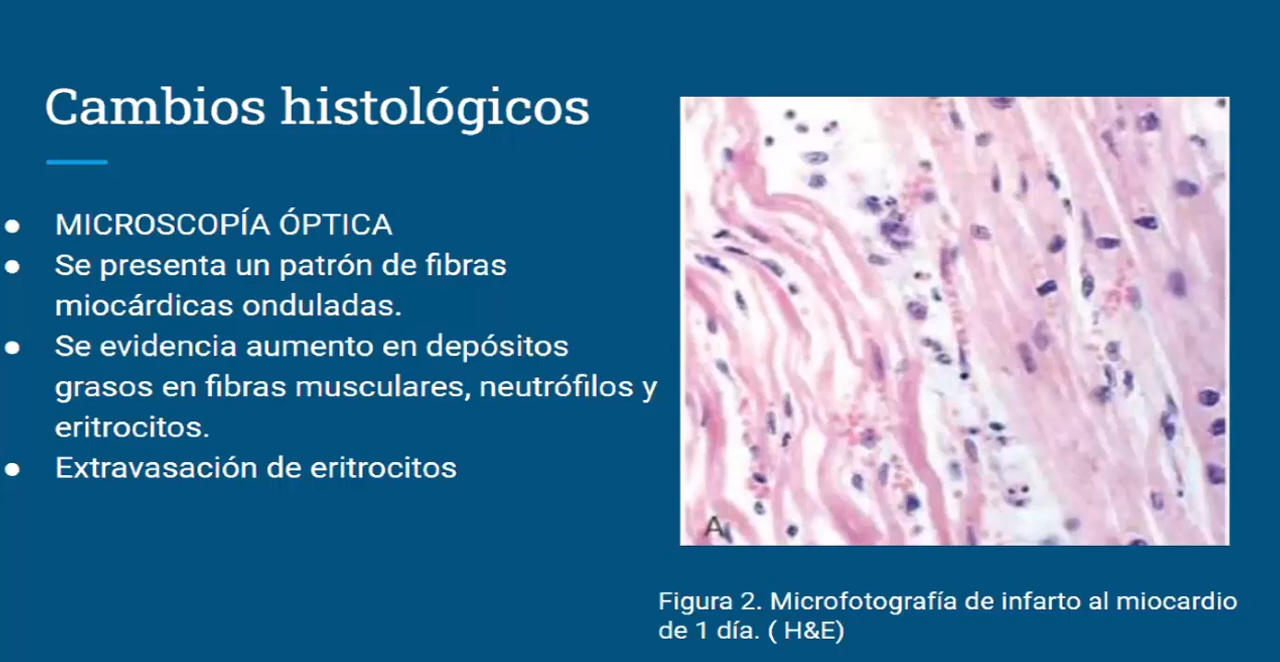 Cambios histológicos
● MICROSCOPÍA ÓPTICA
● Se presenta un patrón de fibras
miocárdicas onduladas.
● Se evidencia aumento en depósitos
grasos en fibras musculares, neutrófilos y
eritrocitos.
● Extravasación de eritrocitos
A
Figura 2. Microfotografía de infarto al miocardio
de 1 día. ( H&E)